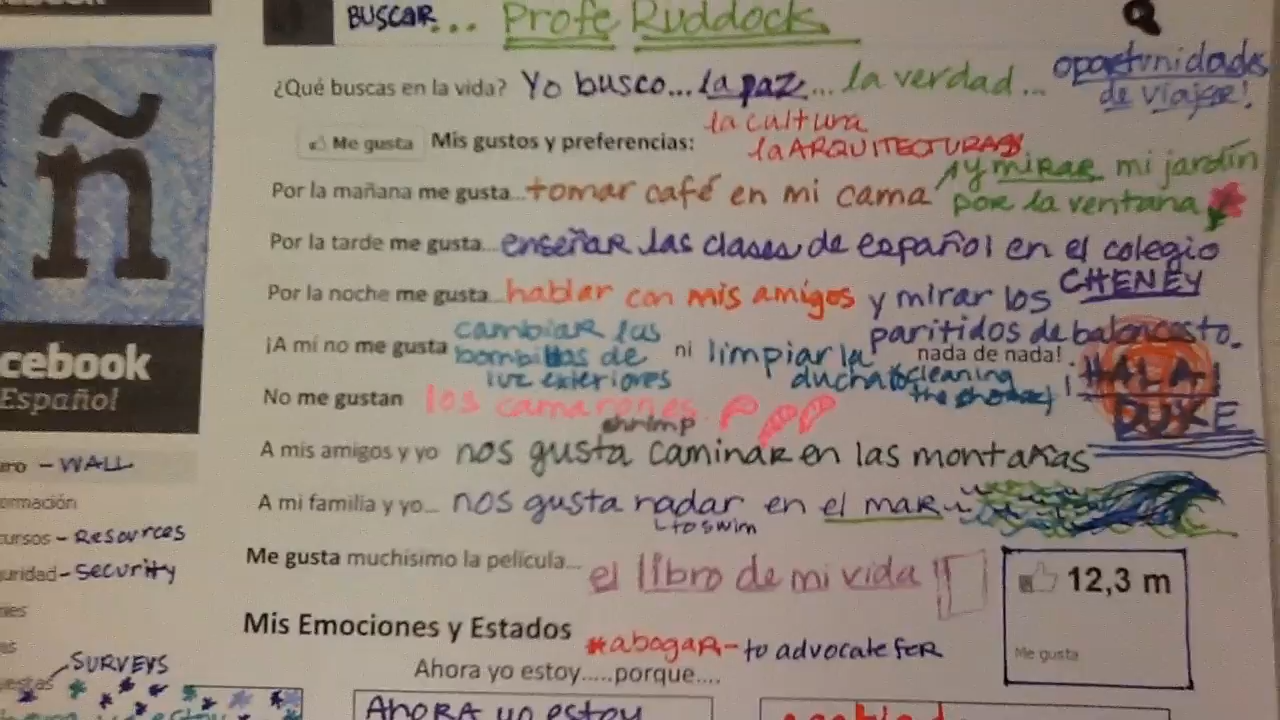 BUSCAR... Profe Ruddock
¿Qué buscas en la vida? Yo busco... la paz... la verdad... oportunidades
de viajar!
la cultura
la ARQUITECTURA
Me gusta Mis gustos y preferencias:
Por la mañana me gusta... tomar café en mi cama y mirar mi jardín
por la ventana
Por la tarde me gusta... enseñar las clases de español en el colegio
CHENEY
Por la noche me gusta... hablar con mis amigos y mirar los
paritidos de baloncesto.
¡A mí no me gusta cambiar las
bombillas de
luz exteriores
ni limpiar la
ducha
nada de nada!
cleaning
the shower
¡HALA!
DUKE
No me gustan los camarones.
shrimp
A mis amigos y yo nos gusta caminar en las montañas
A mi familia y yo... nos gusta nadar en el mar
to swim
Me gusta muchísimo la película... el libro de mi vida
12,3 m
Me gusta
Mis Emociones y Estados
*abogar - to advocate for
Ahora yo estoy.....porque....
Ahora yo estoy
ñ
cebook
Español
- WALL
ormación
ursos - Resources
uridad - Security
SURVEYS